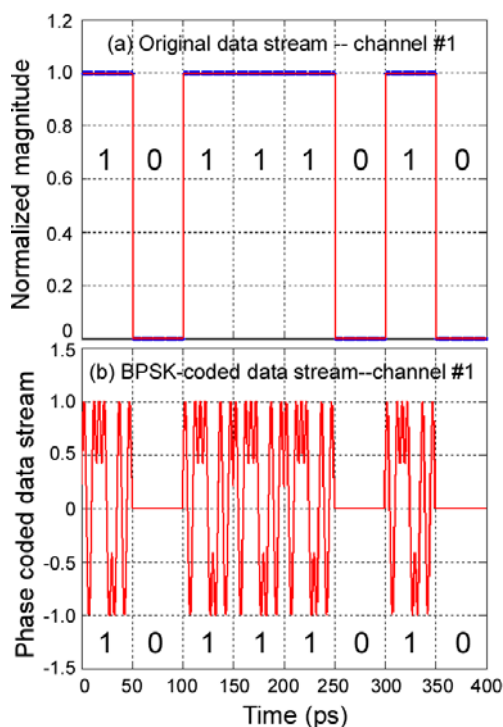 (a) Original data stream -- channel #1
Normalized magnitude
1.2
1.0
0.8
0.6
0.4
0.2
0
1 0 1 1 1 0 1 0
(b) BPSK-coded data stream--channel #1
Phase coded data stream
1.5
1.0
0.5
0
-0.5
-1.0
-1.5
1 0 1 1 1 0 1 0
0 50 100 150 200 250 300 350 400
Time (ps)